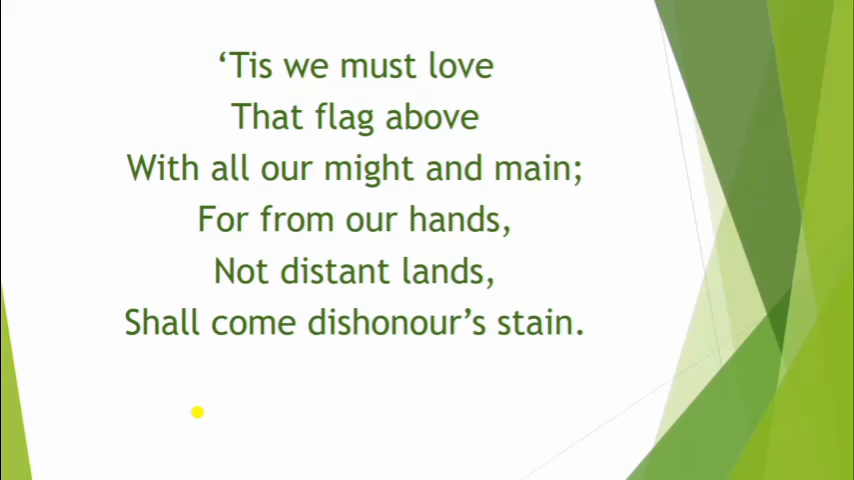 ‘Tis we must love
That flag above
With all our might and main;
For from our hands,
Not distant lands,
Shall come dishonour’s stain.